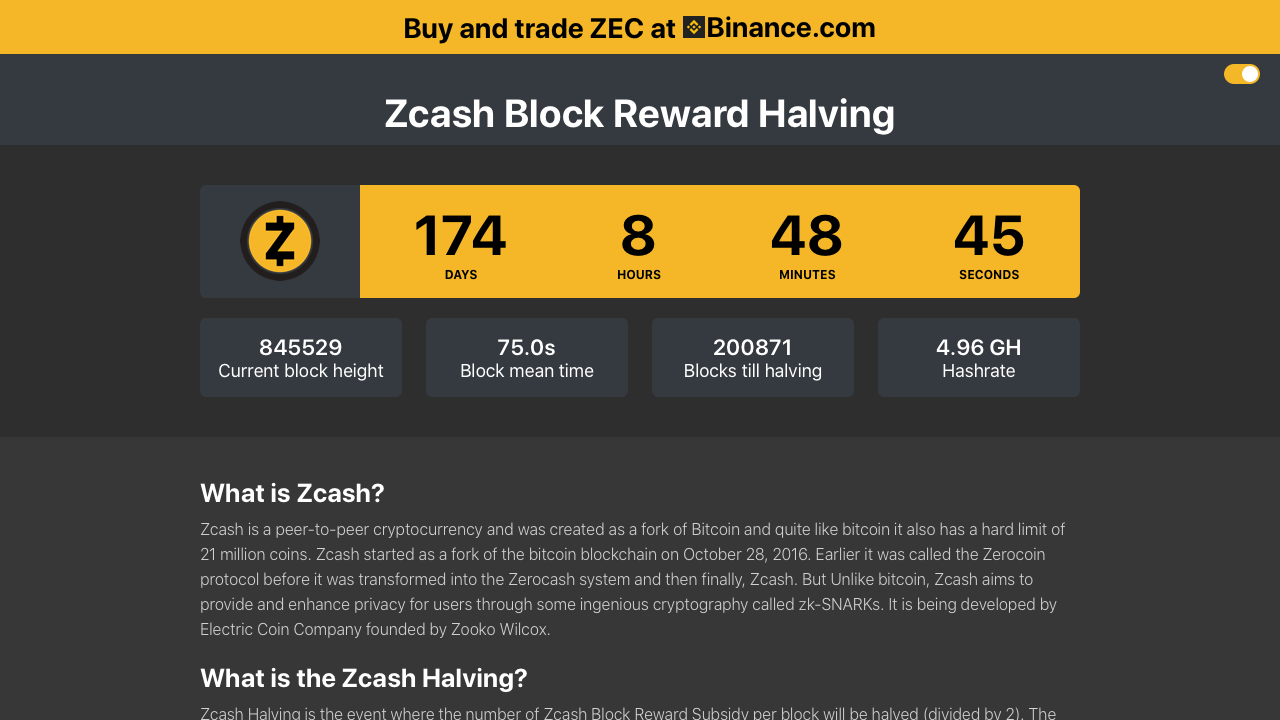 Buy and trade ZEC at Binance.com
Zcash Block Reward Halving
174 8 48 45
DAYS HOURS MINUTES SECONDS
845529 75.0s 200871 4.96 GH
Current block height Block mean time Blocks till halving Hashrate
What is Zcash?
Zcash is a peer-to-peer cryptocurrency and was created as a fork of Bitcoin and quite like bitcoin it also has a hard limit of
21 million coins. Zcash started as a fork of the bitcoin blockchain on October 28, 2016. Earlier it was called the Zerocoin
protocol before it was transformed into the Zerocash system and then finally, Zcash. But Unlike bitcoin, Zcash aims to
provide and enhance privacy for users through some ingenious cryptography called zk-SNARKs. It is being developed by
Electric Coin Company founded by Zooko Wilcox.
What is the Zcash Halving?
Zcash Halving is the event where the number of Zcash Block Reward Subsidy per block will be halved (divided by 2). The